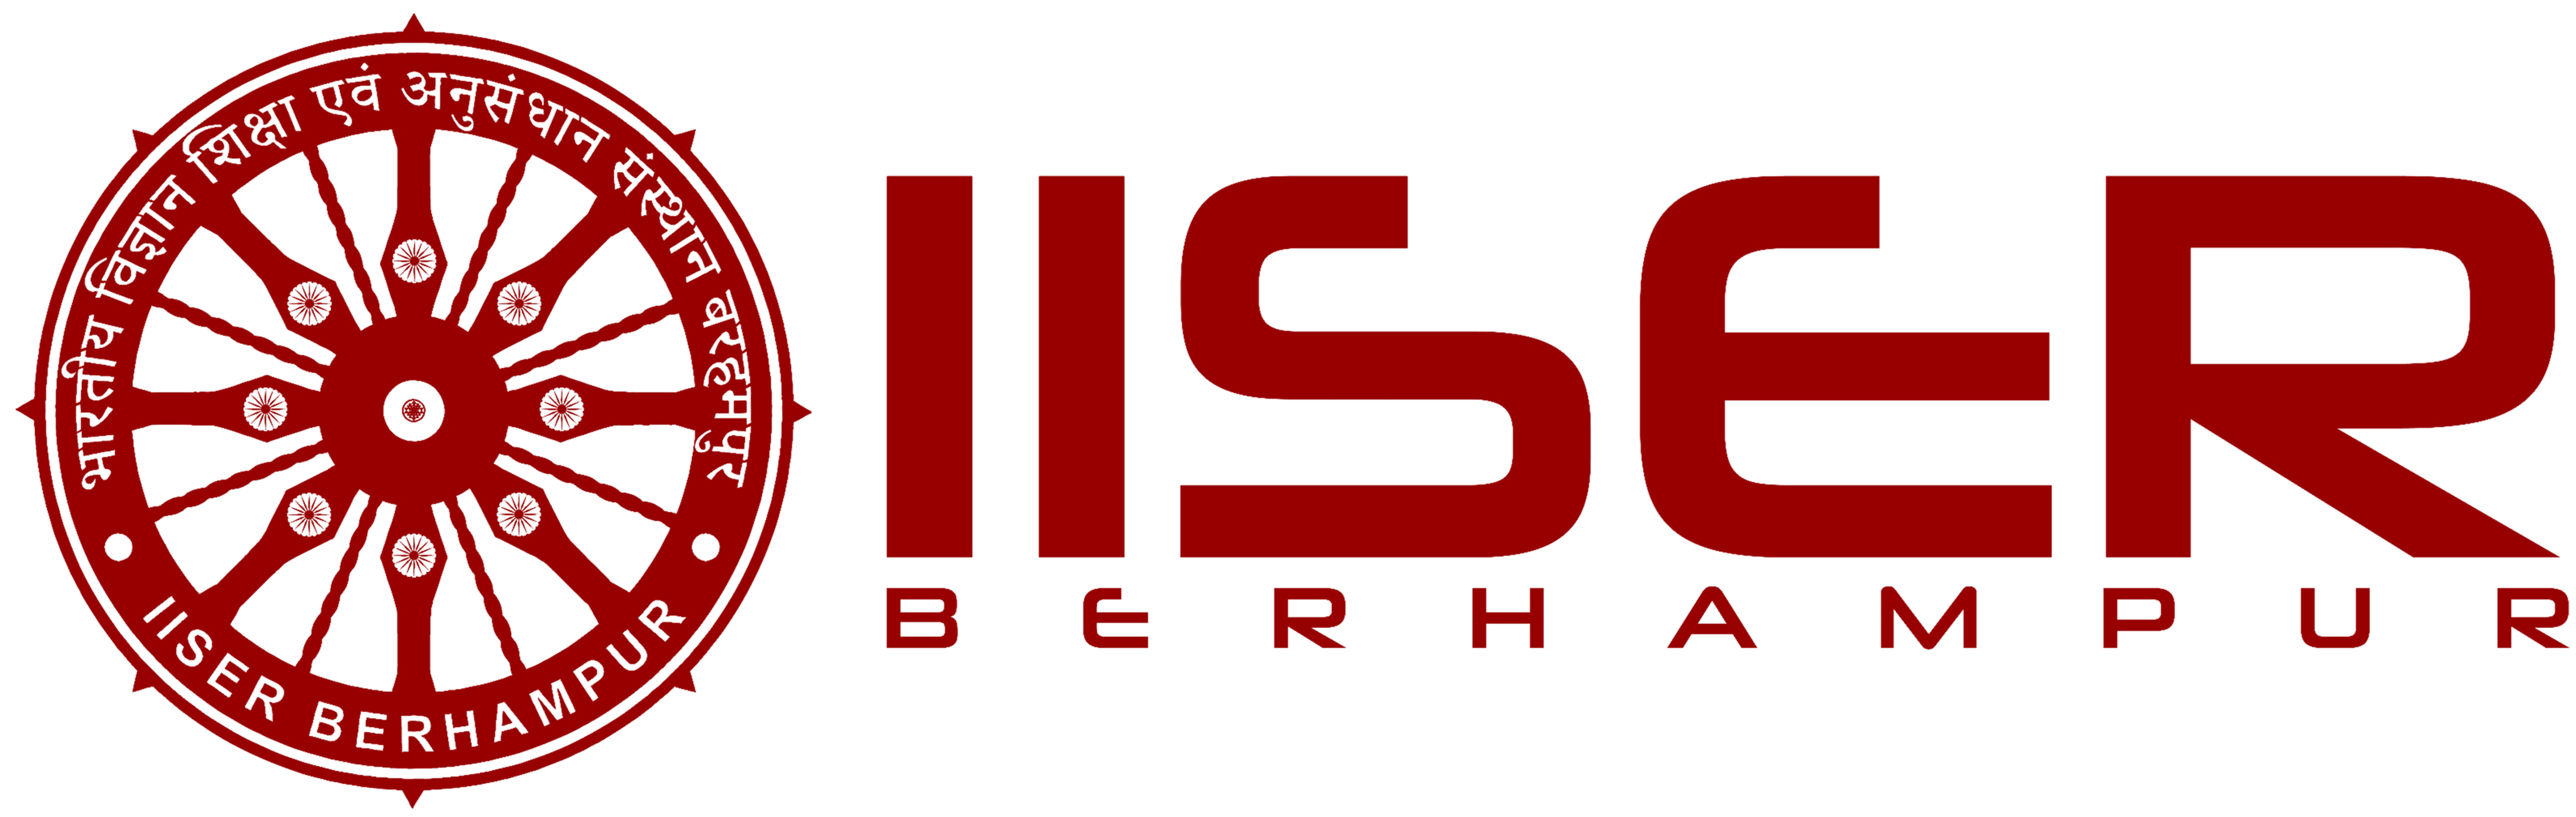 भारतीय विज्ञान शिक्षा एवं अनुसंधान संस्थान बरहमपुर
IISER BERHAMPUR
IISER
BERHAMPUR